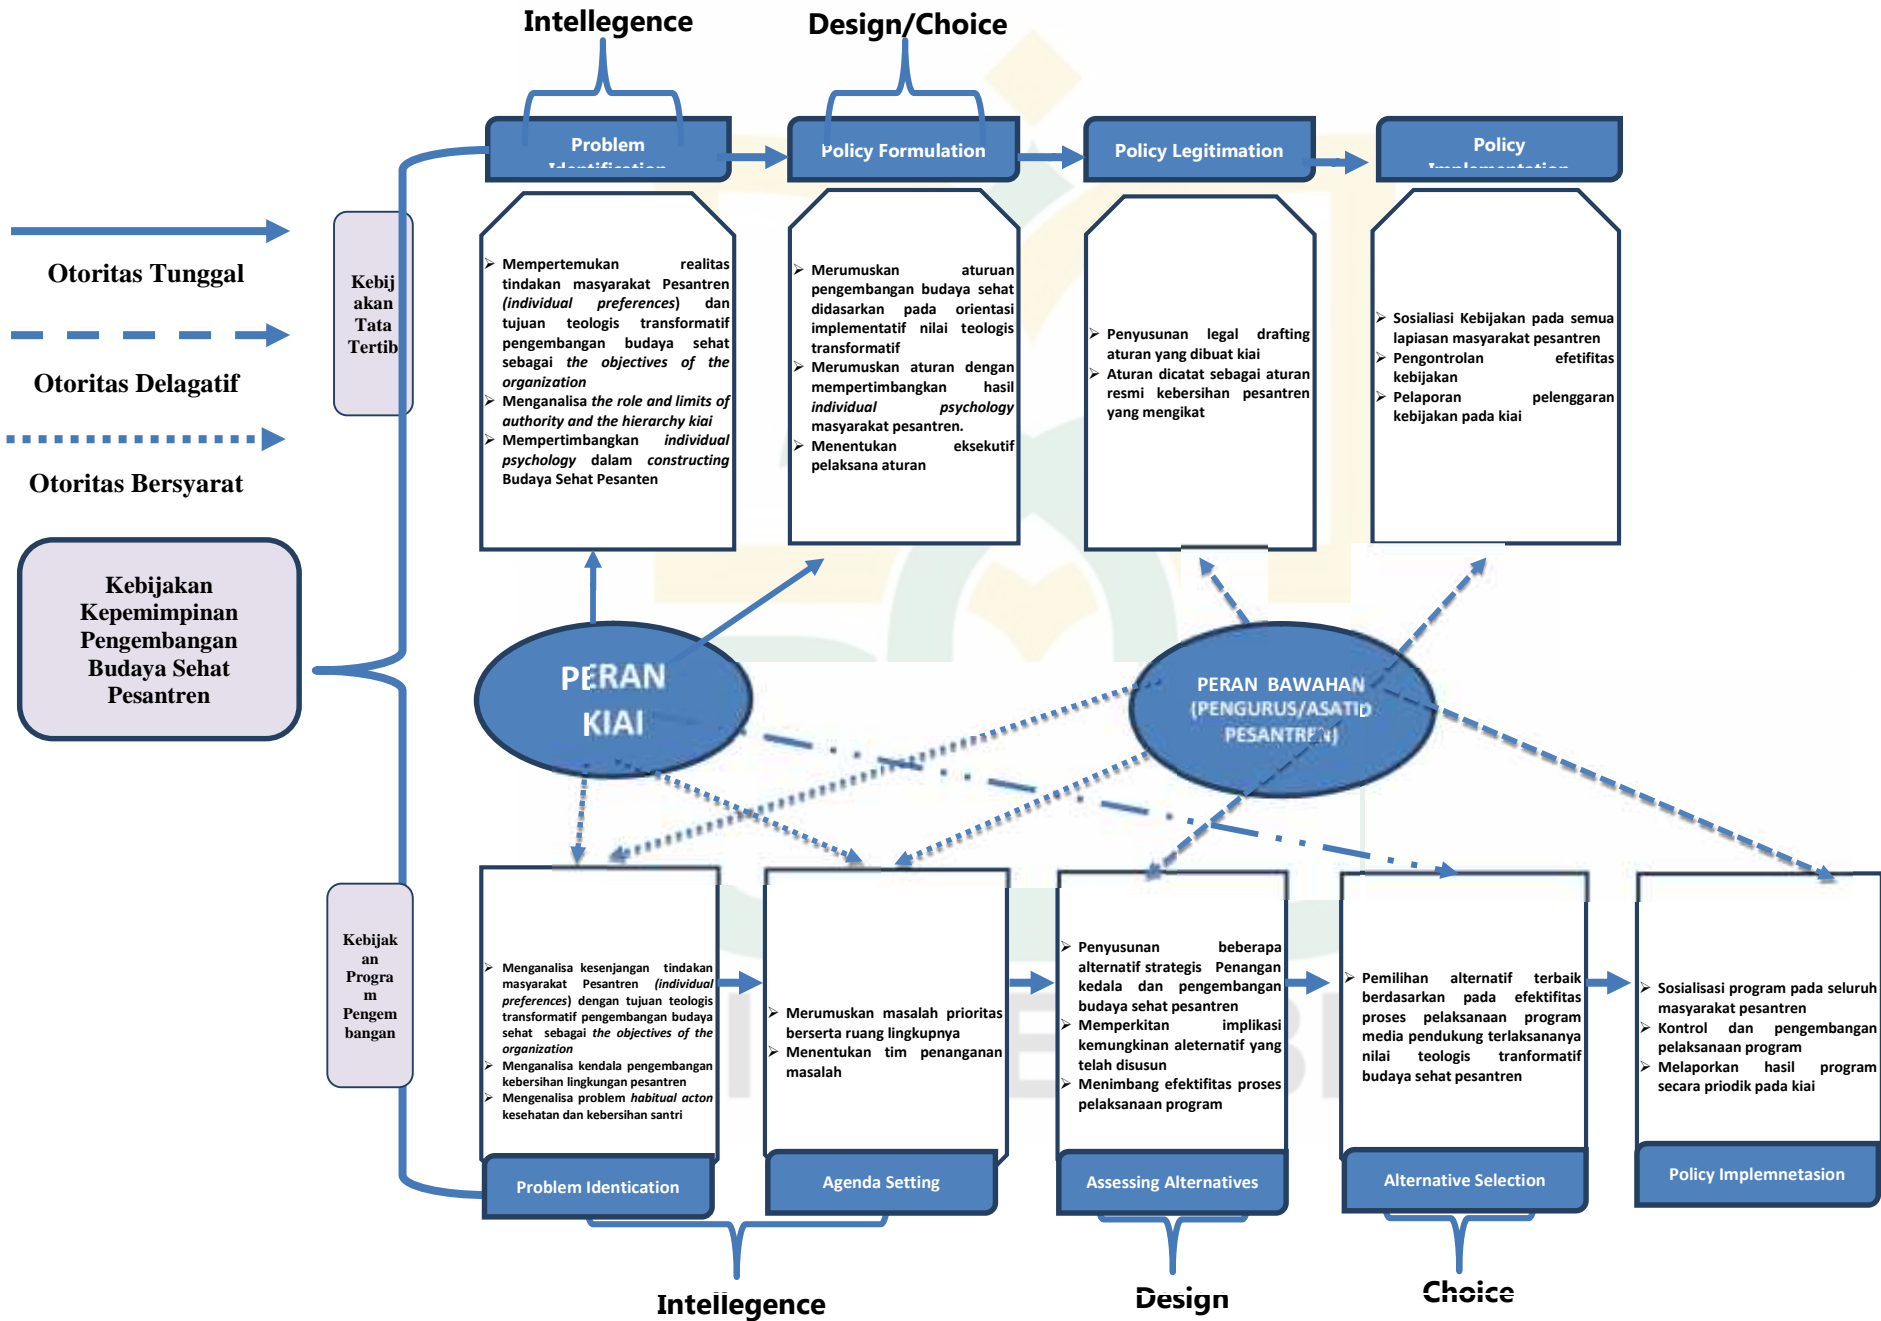 Intellegence
Design/Choice
Problem
Identification
Policy Formulation
Policy Legitimation
Policy
Implementation
Otoritas Tunggal
Otoritas Delagatif
Otoritas Bersyarat
Kebijakan
Kepemimpinan
Pengembangan
Budaya Sehat
Pesantren
Kebij
akan
Tata
Tertib
➢ Mempertemukan realitas
tindakan masyarakat Pesantren
(individual preferences) dan
tujuan teologis transformatif
pengembangan budaya sehat
sebagai the objectives of the
organization
➢ Menganalisa the role and limits of
authority and the hierarchy kiai
➢ Mempertimbangkan individual
psychology dalam constructing
Budaya Sehat Pesanten
➢ Merumuskan aturuan
pengembangan budaya sehat
didasarkan pada orientasi
implementatif nilai teologis
transformatif
➢ Merumuskan aturan dengan
mempertimbangkan hasil
individual psychology
masyarakat pesantren.
➢ Menentukan eksekutif
pelaksana aturan
➢ Penyusunan legal drafting
aturan yang dibuat kiai
➢ Aturan dicatat sebagai aturan
resmi kebersihan pesantren
yang mengikat
➢ Sosialiasi Kebijakan pada semua
lapiasan masyarakat pesantren
➢ Pengontrolan efetifitas
kebijakan
➢ Pelaporan pelenggaran
kebijakan pada kiai
PERAN
KIAI
PERAN BAWAHAN
(PENGURUS/ASATID
PESANTREN)
Kebijak
an
Progra
m
Pengem
bangan
➢ Menganalisa kesenjangan tindakan
masyarakat Pesantren (individual
preferences) dengan tujuan teologis
transformatif pengembangan budaya
sehat sebagai the objectives of the
organization
➢ Menganalisa kendala pengembangan
kebersihan lingkungan pesantren
➢ Mengenalisa problem habitual acton
kesehatan dan kebersihan santri
➢ Merumuskan masalah prioritas
berserta ruang lingkupnya
➢ Menentukan tim penanganan
masalah
➢ Penyusunan beberapa
alternatif strategis Penangan
kedala dan pengembangan
budaya sehat pesantren
➢ Memperkitan implikasi
kemungkinan aleternatif yang
telah disusun
➢ Menimbang efektifitas proses
pelaksanaan program
➢ Pemilihan alternatif terbaik
berdasarkan pada efektifitas
proses pelaksanaan program
media pendukung terlaksananya
nilai teologis tranformatif
budaya sehat pesantren
➢ Sosialisasi program pada seluruh
masyarakat pesantren
➢ Kontrol dan pengembangan
pelaksanaan program
➢ Melaporkan hasil program
secara priodik pada kiai
Problem Identication
Agenda Setting
Assessing Alternatives
Alternative Selection
Policy Implemnetasion
Intellegence
Design
Choice